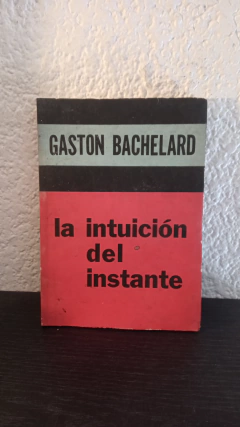 GASTON BACHELARD
la intuición
del
instante